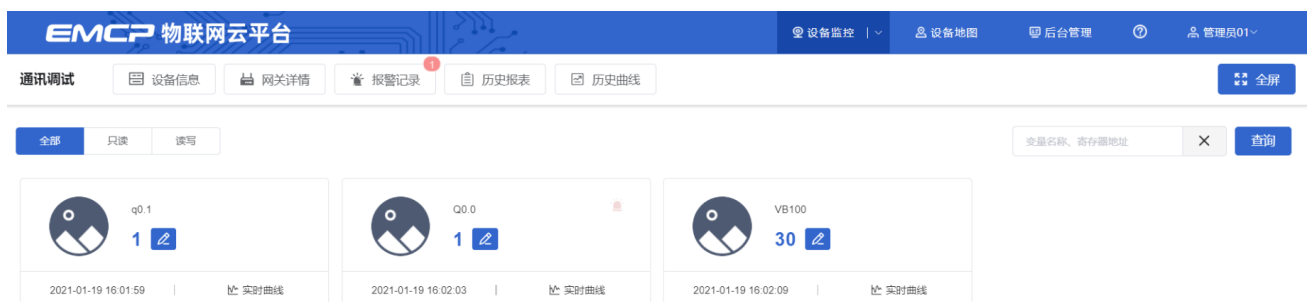 EMCP 物联网云平台 设备监控 设备地图 后台管理 管理员01
通讯调试 设备信息 网关详情 报警记录 1 历史报表 历史曲线 全屏
全部 只读 读写 变量名称、寄存器地址 查询
q0.1 Q0.0 VB100
1 1 30
2021-01-19 16:01:59 实时曲线 2021-01-19 16:02:03 实时曲线 2021-01-19 16:02:09 实时曲线